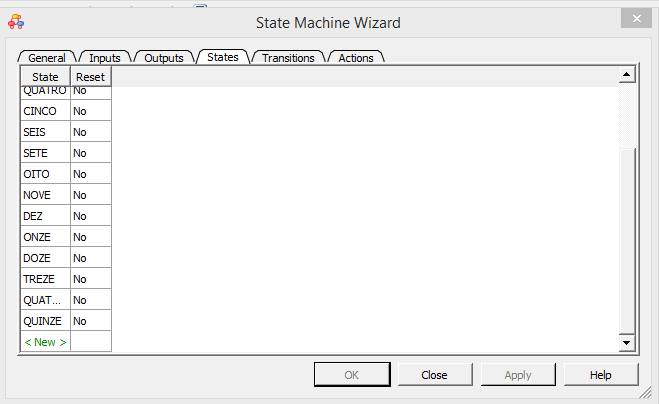 State Machine Wizard
General Inputs Outputs States Transitions Actions
State Reset
QUATRO No
CINCO No
SEIS No
SETE No
OITO No
NOVE No
DEZ No
ONZE No
DOZE No
TREZE No
QUAT... No
QUINZE No
< New >
OK Close Apply Help